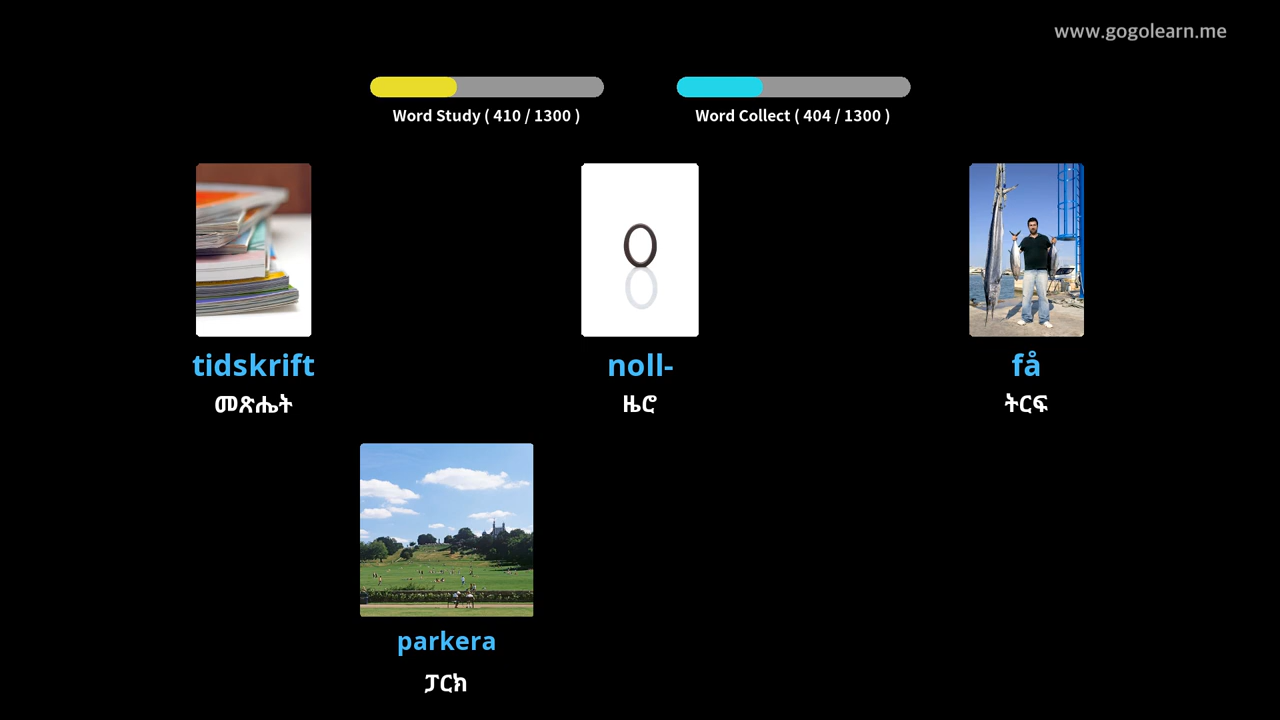 www.gogolearn.me
Word Study ( 410 / 1300 )
Word Collect ( 404 / 1300 )
tidskrift
መጽሔት
noll-
ዜሮ
få
ትርፍ
parkera
ፓርክ